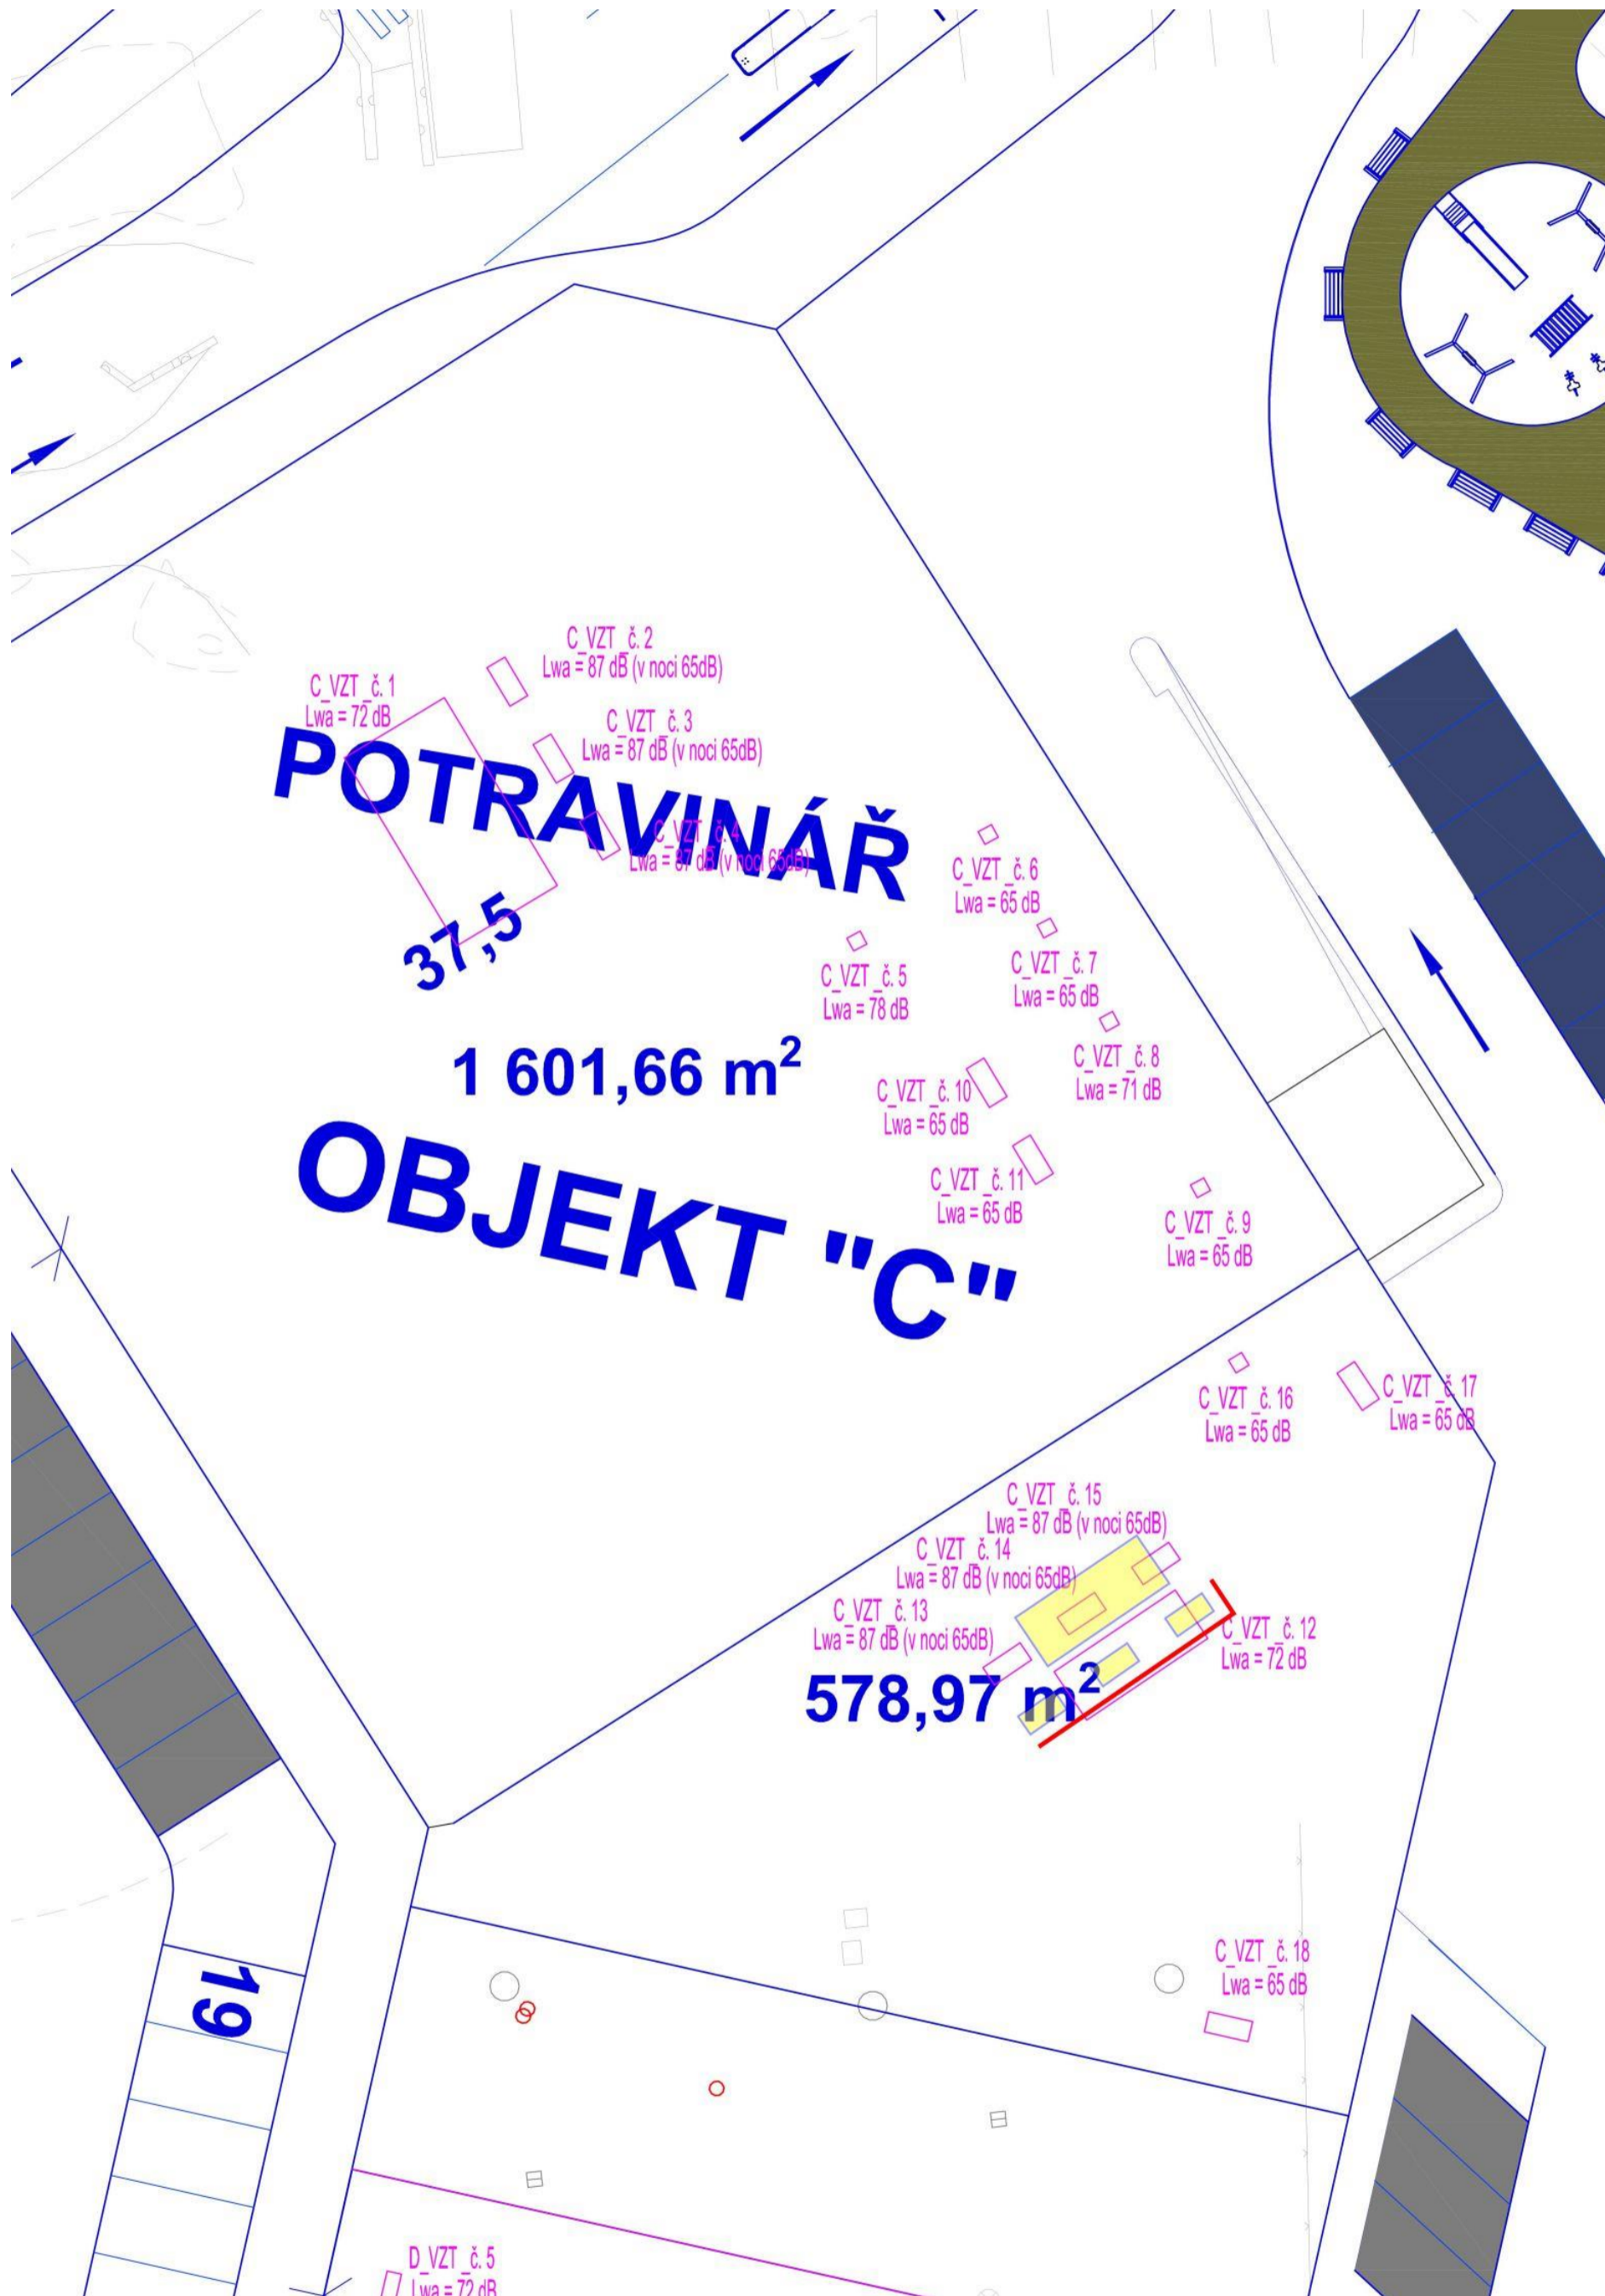 C_VZT_č. 2
Lwa = 87 dB (v noci 65dB)
C_VZT_č. 1
Lwa = 72 dB
C_VZT_č. 3
Lwa = 87 dB (v noci 65dB)
POTRAVINÁŘ
C_VZT_č. 4
Lwa = 87 dB (v noci 65dB)
C_VZT_č. 6
Lwa = 65 dB
37,5
C_VZT_č. 5
Lwa = 78 dB
C_VZT_č. 7
Lwa = 65 dB
1 601,66 m²
C_VZT_č. 8
Lwa = 71 dB
C_VZT_č. 10
Lwa = 65 dB
C_VZT_č. 11
Lwa = 65 dB
OBJEKT "C"
C_VZT_č. 9
Lwa = 65 dB
C_VZT_č. 16
Lwa = 65 dB
C_VZT_č. 17
Lwa = 65 dB
C_VZT_č. 15
Lwa = 87 dB (v noci 65dB)
C_VZT_č. 14
Lwa = 87 dB (v noci 65dB)
C_VZT_č. 13
Lwa = 87 dB (v noci 65dB)
C_VZT_č. 12
Lwa = 72 dB
578,97 m²
C_VZT_č. 18
Lwa = 65 dB
19
D_VZT_č. 5
Lwa = 72 dB